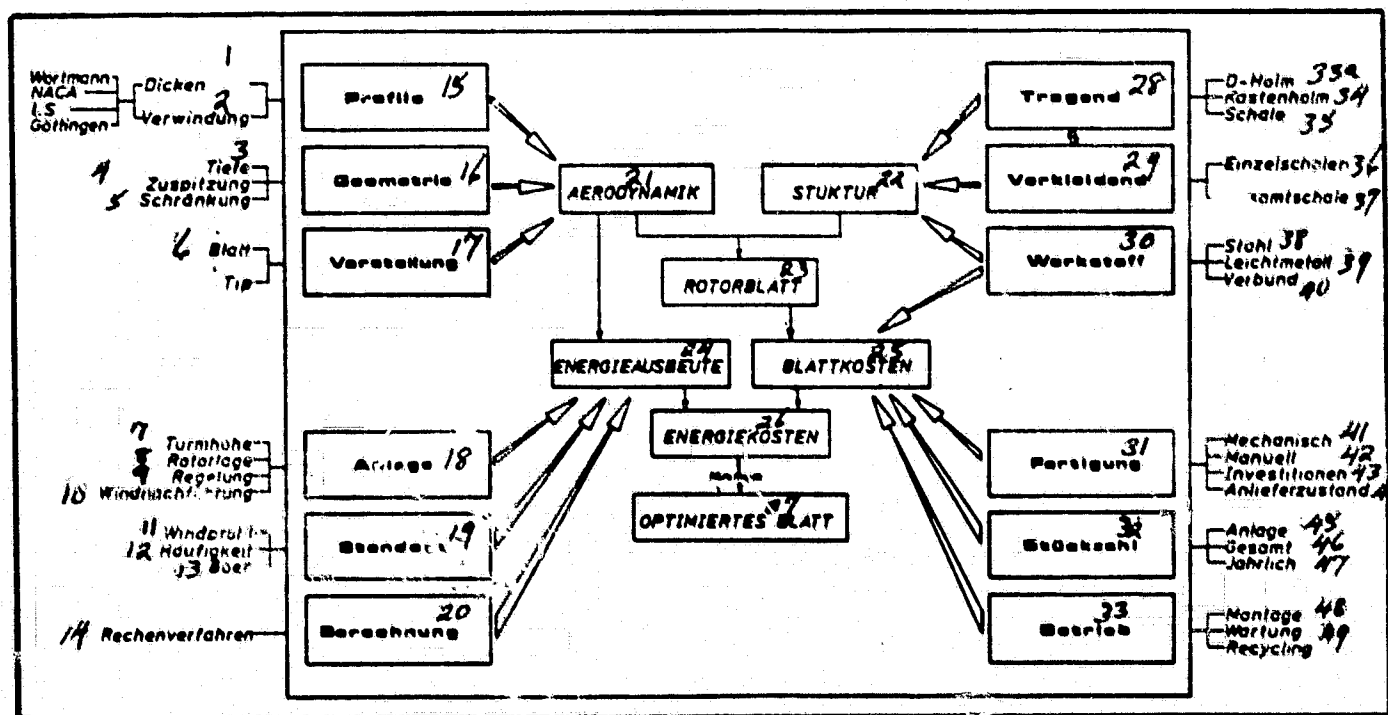 1
Wortmann
NACA
Göttingen
Dicken
Verwindung 2
3
Tiefe
4 Zuspitzung
5 Schränkung
6 Blatt
Tip
7
Turmhöhe
8 Rotorlage
9 Regelung
10
11
12 Häufigkeit
13
14 Rechenverfahren
Profile 15
Geometrie 16
Verstellung 17
Anlage 18
19
Berechnung 20
21
AERODYNAMIK
STUKTUR 22
23
ROTORBLATT
24
ENERGIEAUSBEUTE
25
BLATTKOSTEN
26
ENERGIEKOSTEN
OPTIMIERTES BLATT
Tragend 28
Verkleidend 29
30
Werkstoff
31
Fertigung
Stückzahl
33
Betrieb
D-Holm 33a
Kastenholm 34
Schale 35
Einzelschalen 36
37
Stahl 38
Leichtmetall 39
Verbund 40
Mechanisch 41
Manuell 42
Investitionen 43
Anlieferzustand
Anlage 45
Gesamt 46
Jährlich 47
Montage 48
Wartung 49
Recycling